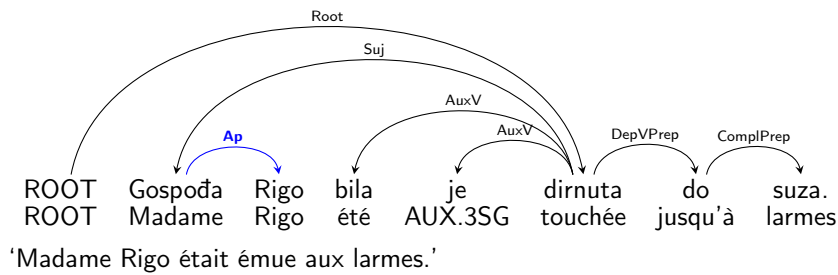 Root
Suj
AuxV
Ap AuxV DepVPrep ComplPrep
ROOT Gospođa Rigo bila je dirnuta do suza.
ROOT Madame Rigo été AUX.3SG touchée jusqu'à larmes
‘Madame Rigo était émue aux larmes.’